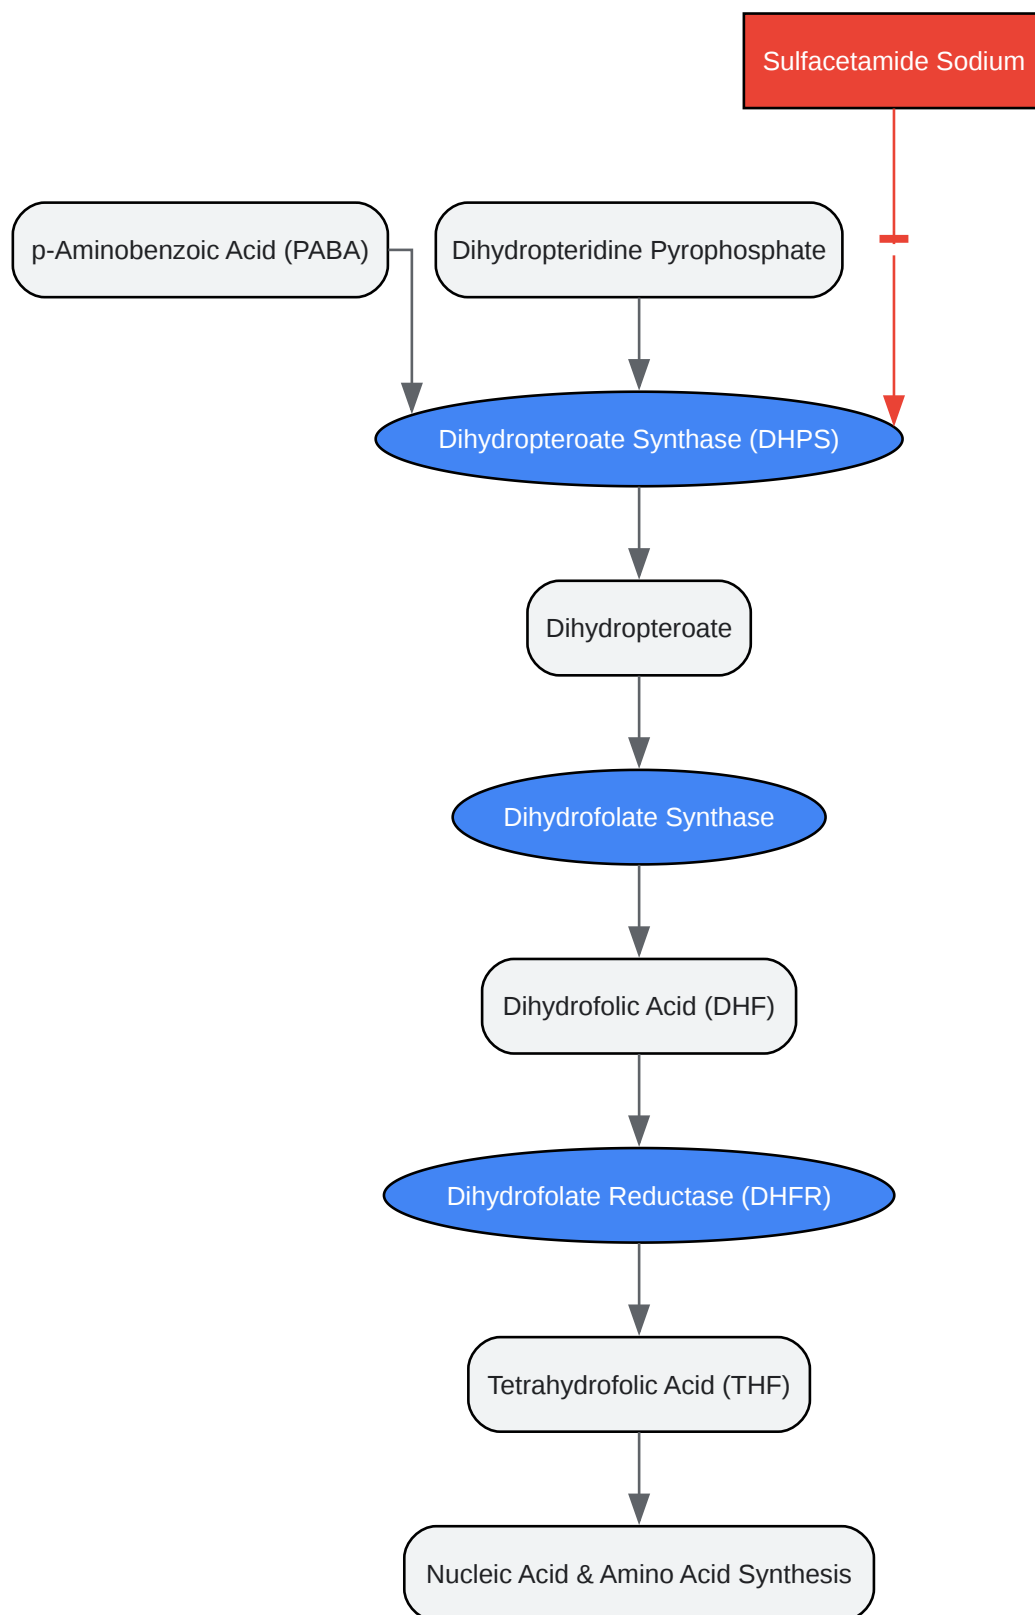 Sulfacetamide Sodium
p-Aminobenzoic Acid (PABA)
Dihydropteridine Pyrophosphate
Dihydropteroate Synthase (DHPS)
Dihydropteroate
Dihydrofolate Synthase
Dihydrofolic Acid (DHF)
Dihydrofolate Reductase (DHFR)
Tetrahydrofolic Acid (THF)
Nucleic Acid & Amino Acid Synthesis